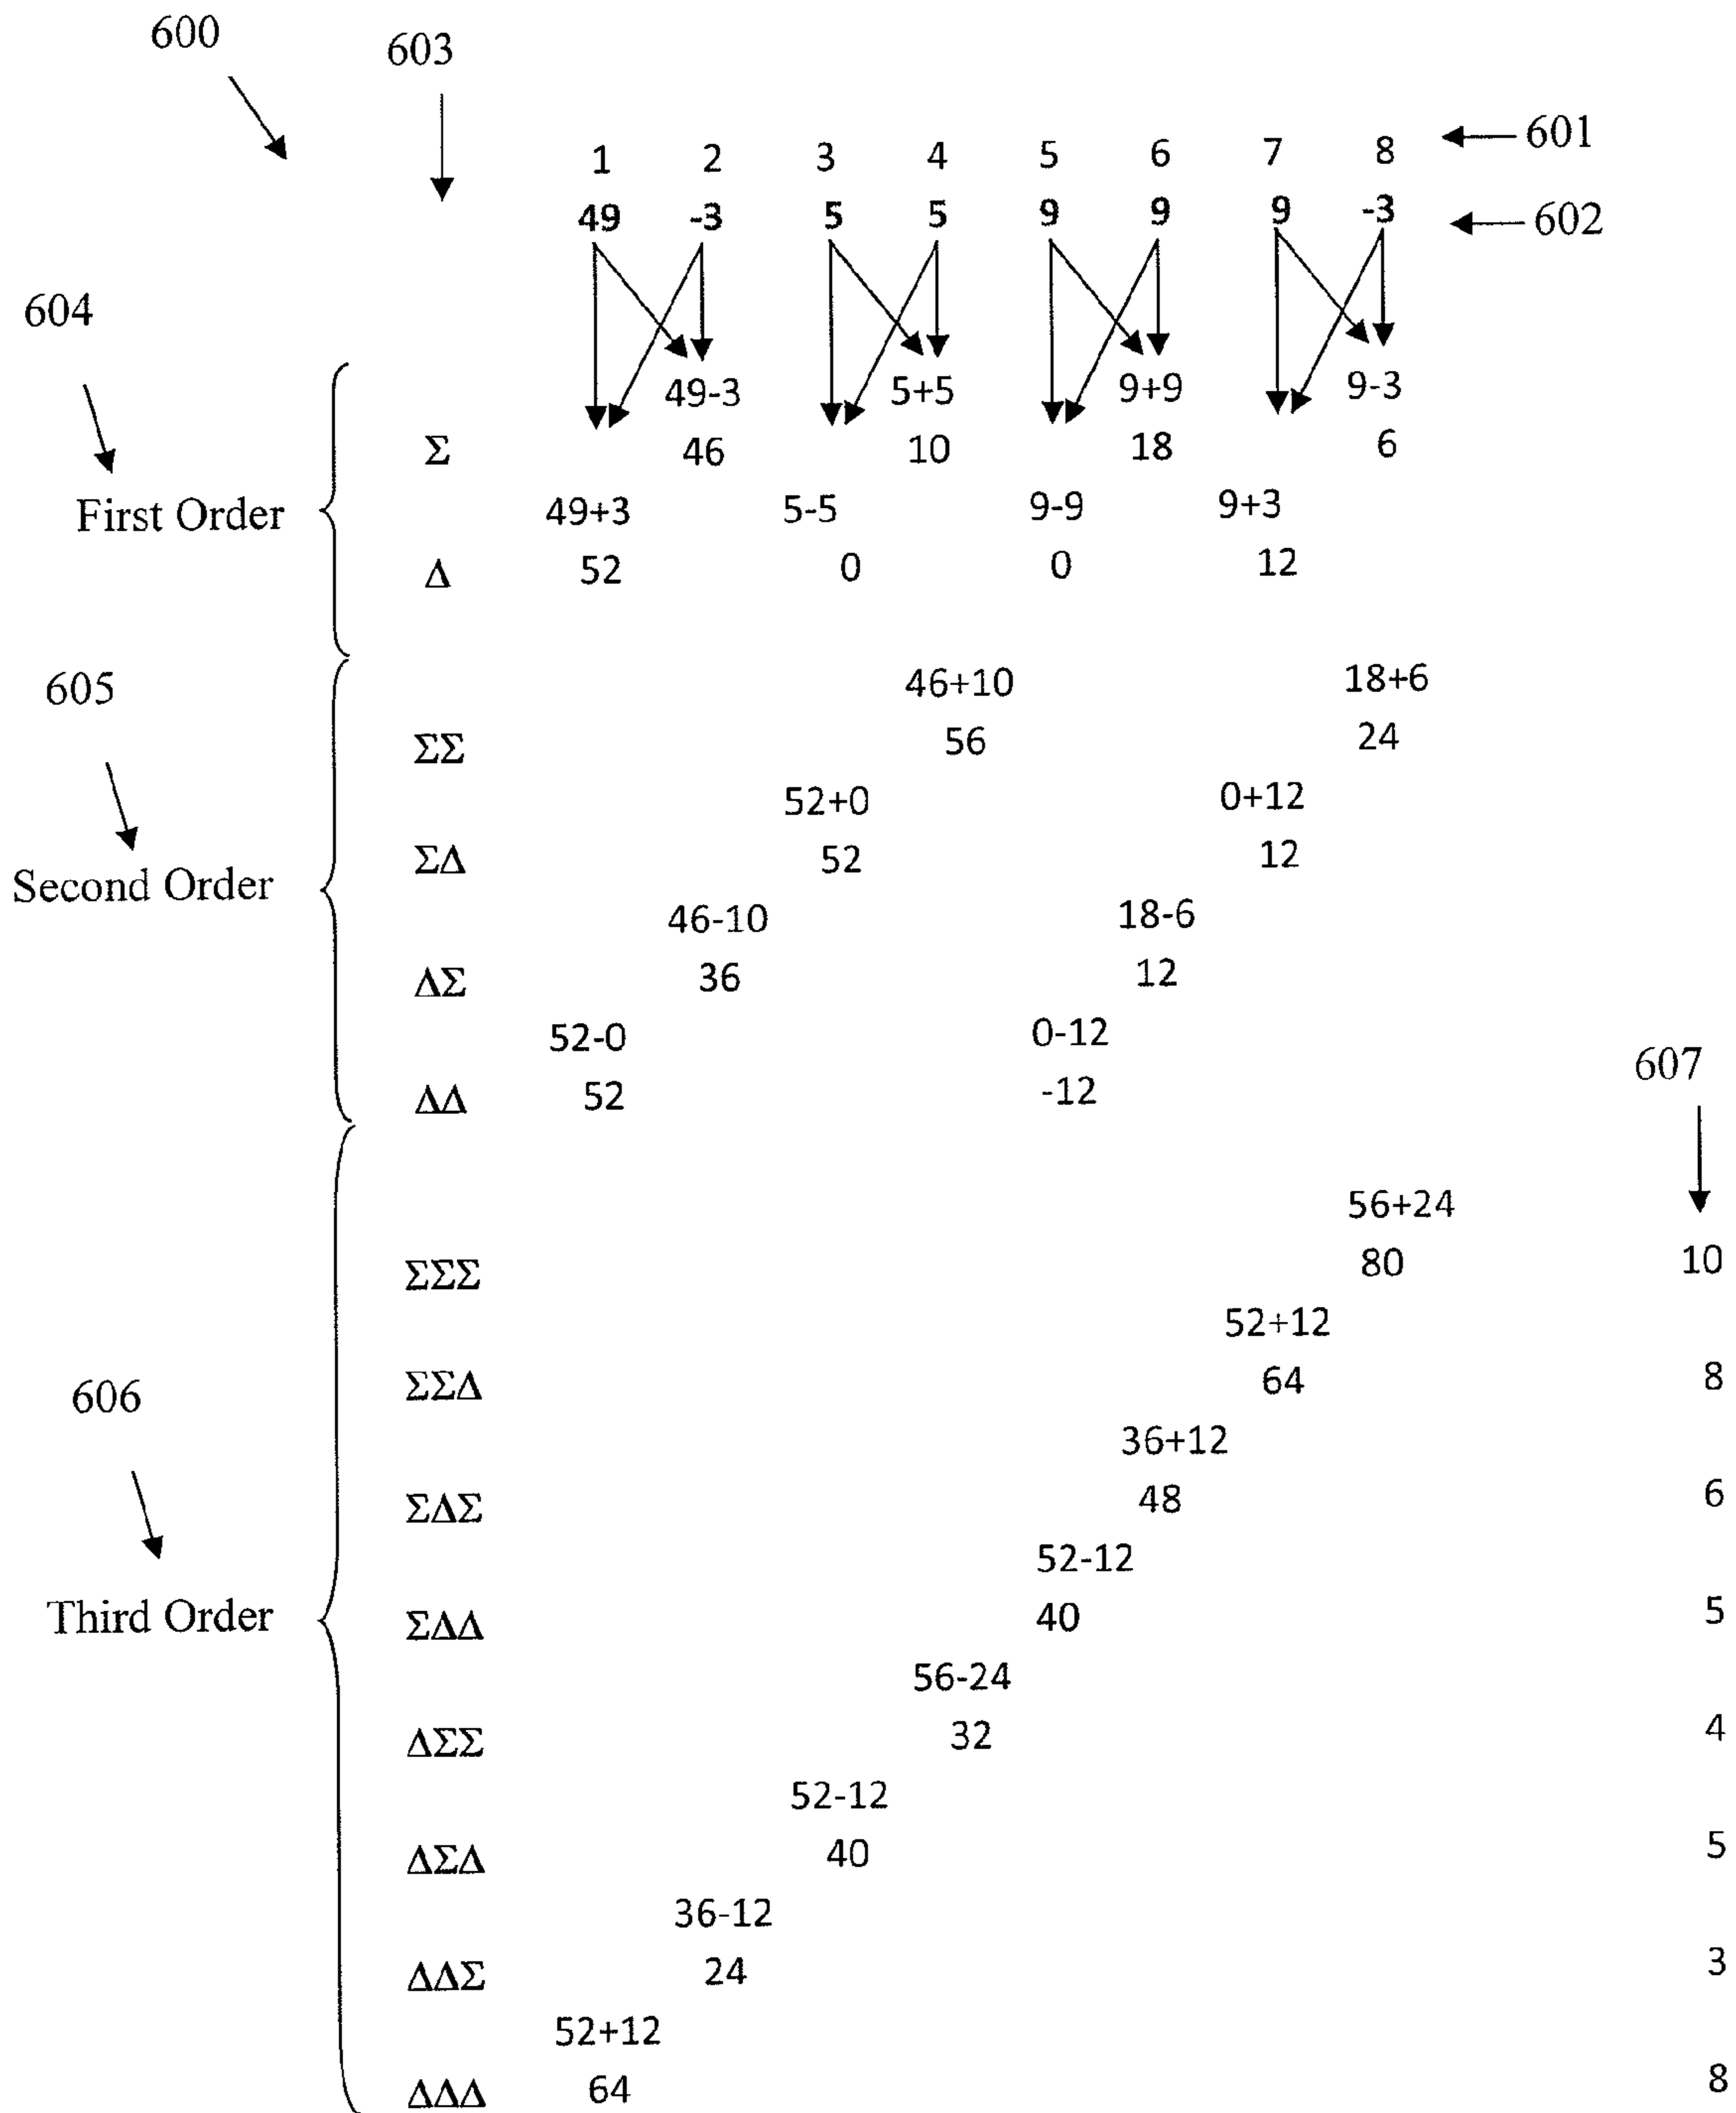 600
603
1 2 3 4 5 6 7 8 601
49 -3 5 5 9 9 9 -3 602
604
49-3 5+5 9+9 9-3
Σ 46 10 18 6
First Order 49+3 5-5 9-9 9+3
Δ 52 0 0 12
605 46+10 18+6
ΣΣ 56 24
52+0 0+12
ΣΔ 52 12
Second Order
46-10 18-6
ΔΣ 36 12
52-0 0-12
607
ΔΔ 52 -12
56+24
ΣΣΣ 80 10
52+12
606
ΣΣΔ 64 8
36+12
ΣΔΣ 48 6
52-12
Third Order
ΣΔΔ 40 5
56-24
ΔΣΣ 32 4
52-12
ΔΣΔ 40 5
36-12
ΔΔΣ 24 3
52+12
ΔΔΔ 64 8